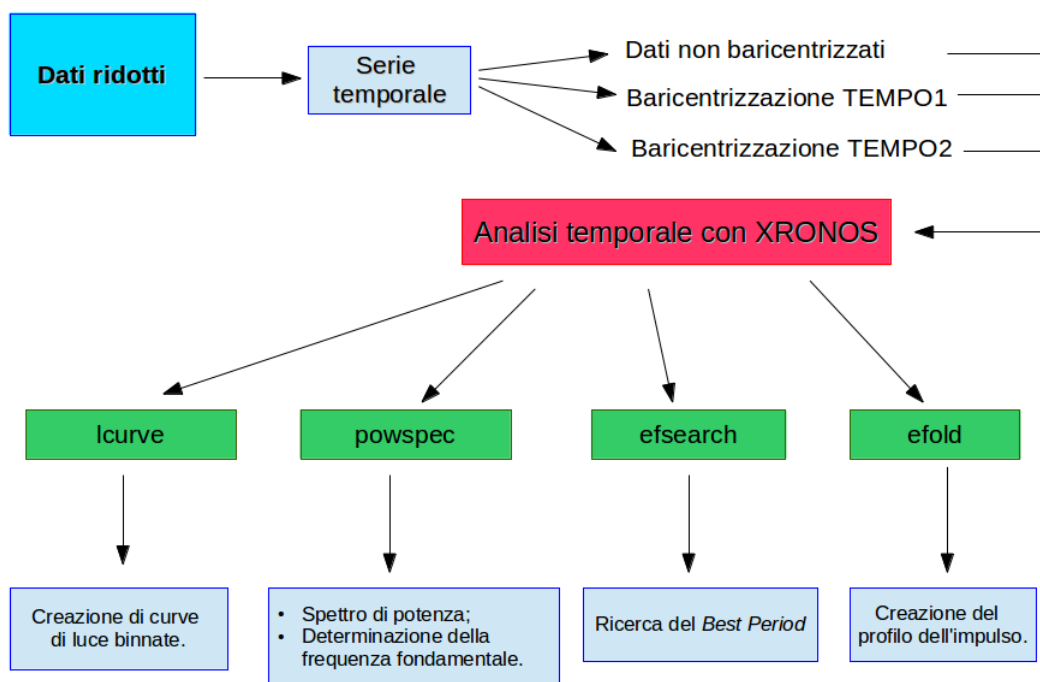 Dati ridotti
Serie
temporale
Dati non baricentrizzati
Baricentrizzazione TEMPO1
Baricentrizzazione TEMPO2
Analisi temporale con XRONOS
lcurve
powspec
efsearch
efold
Creazione di curve
di luce binnate.
• Spettro di potenza;
• Determinazione della
frequenza fondamentale.
Ricerca del Best Period
Creazione del
profilo dell'impulso.